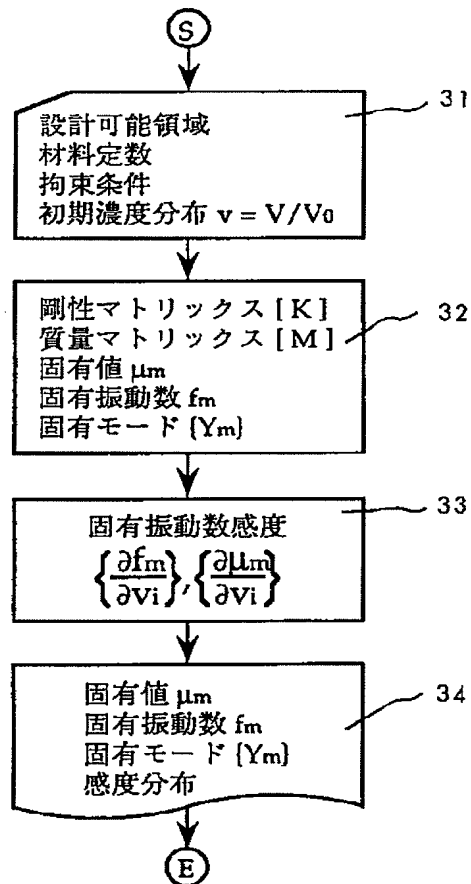 S
31
設計可能領域
材料定数
拘束条件
初期濃度分布 v = V/V0
32
剛性マトリックス [K]
質量マトリックス [M]
固有値 μm
固有振動数 fm
固有モード {Ym}
33
固有振動数感度
{∂fm/∂vi}, {∂μm/∂vi}
34
固有値 μm
固有振動数 fm
固有モード {Ym}
感度分布
E